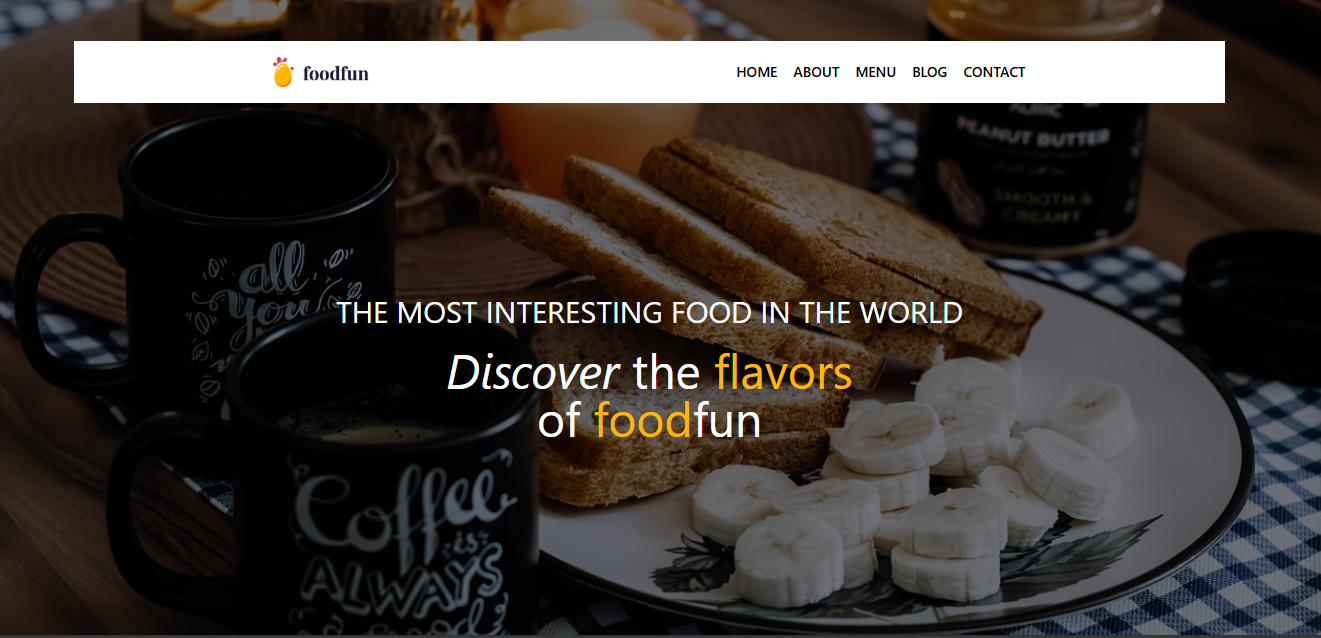 foodfun
HOME ABOUT MENU BLOG CONTACT
PEANUT BUTTER
SMOOTH &
CREAMY
all
you
THE MOST INTERESTING FOOD IN THE WORLD
Discover the flavors
of foodfun
Coffee
is
ALWAYS